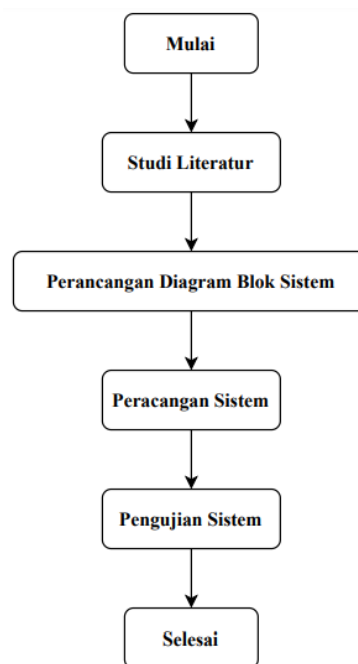 Mulai
Studi Literatur
Perancangan Diagram Blok Sistem
Peracangan Sistem
Pengujian Sistem
Selesai